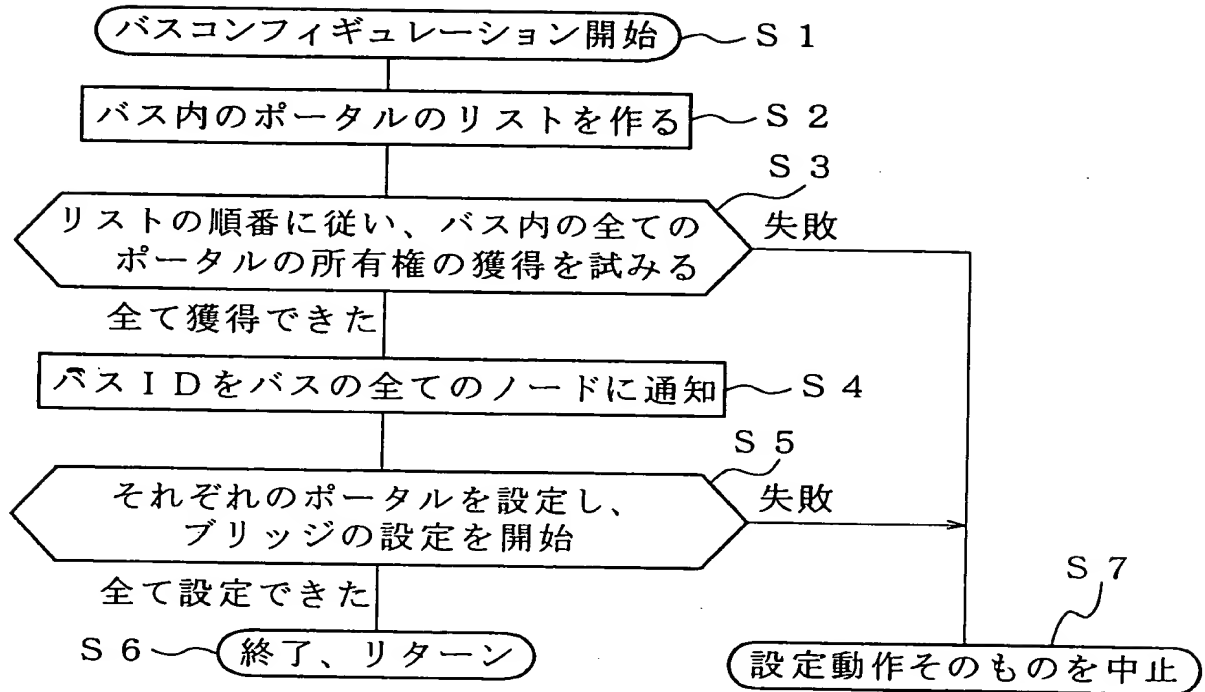 バスコンフィギュレーション開始
S1
バス内のポータルのリストを作る
S2
S3
リストの順番に従い、バス内の全ての
ポータルの所有権の獲得を試みる
失敗
全て獲得できた
バスIDをバスの全てのノードに通知
S4
S5
それぞれのポータルを設定し、
ブリッジの設定を開始
失敗
全て設定できた
S7
S6
終了、リターン
設定動作そのものを中止